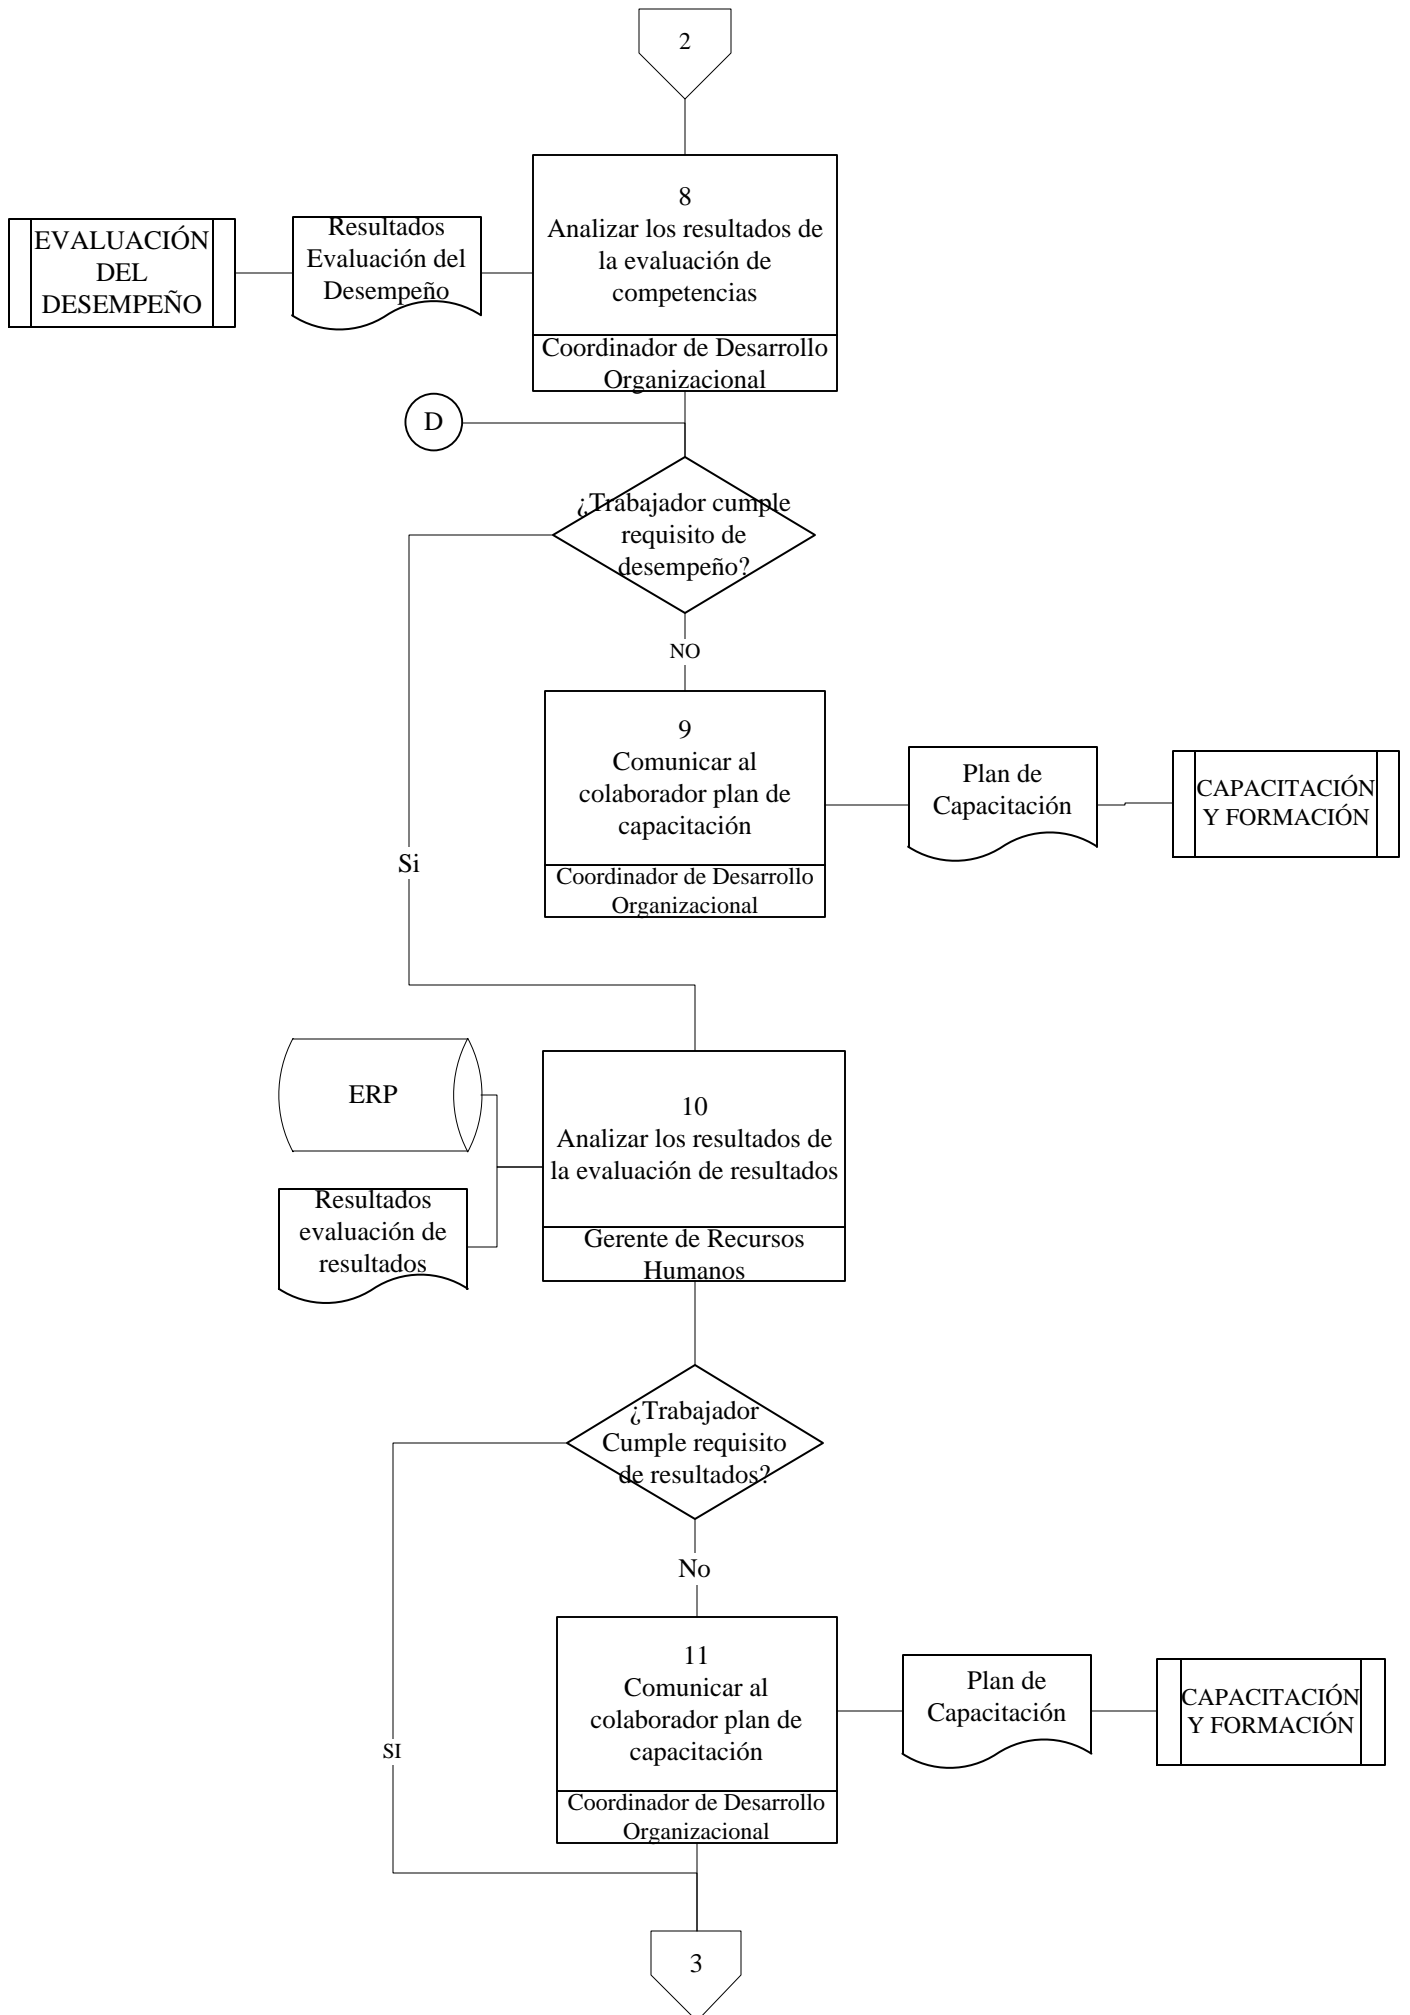 2
8
Analizar los resultados de
la evaluación de
competencias
Coordinador de Desarrollo
Organizacional
EVALUACIÓN
DEL
DESEMPEÑO
Resultados
Evaluación del
Desempeño
D
¿Trabajador cumple
requisito de
desempeño?
NO
9
Comunicar al
colaborador plan de
capacitación
Coordinador de Desarrollo
Organizacional
Plan de
Capacitación
CAPACITACIÓN
Y FORMACIÓN
Si
ERP
10
Analizar los resultados de
la evaluación de resultados
Gerente de Recursos
Humanos
Resultados
evaluación de
resultados
¿Trabajador
Cumple requisito
de resultados?
No
11
Comunicar al
colaborador plan de
capacitación
Coordinador de Desarrollo
Organizacional
Plan de
Capacitación
CAPACITACIÓN
Y FORMACIÓN
SI
3